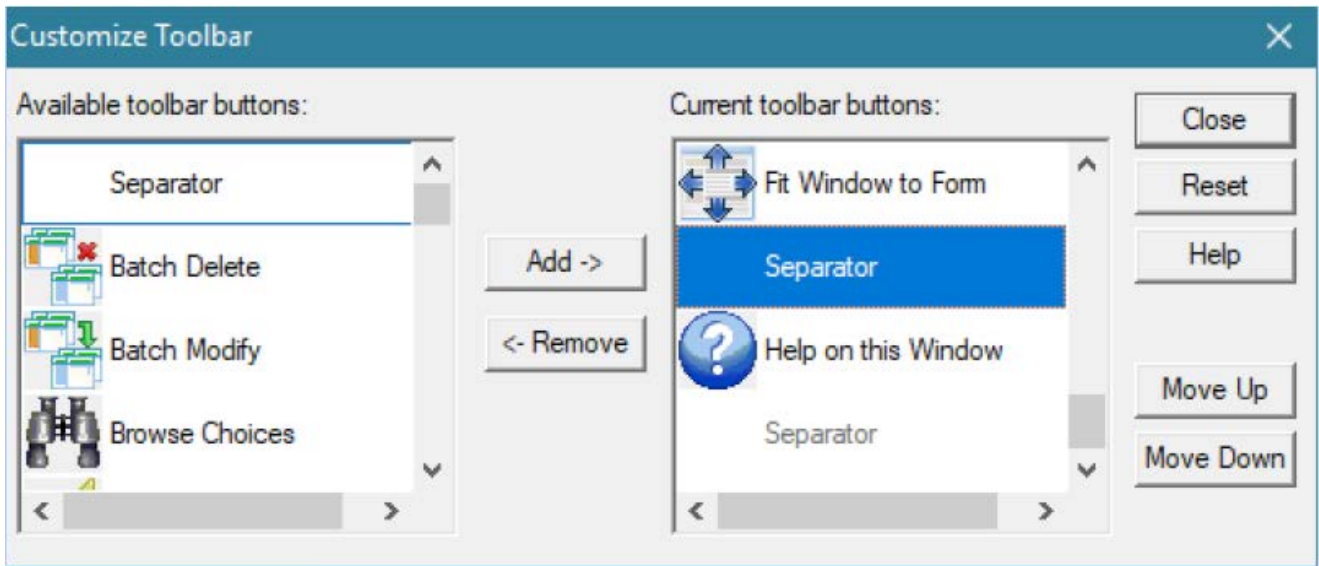 Customize Toolbar
Available toolbar buttons:
Separator
Batch Delete
Batch Modify
Browse Choices
Add ->
<- Remove
Current toolbar buttons:
Fit Window to Form
Separator
Help on this Window
Separator
Close
Reset
Help
Move Up
Move Down